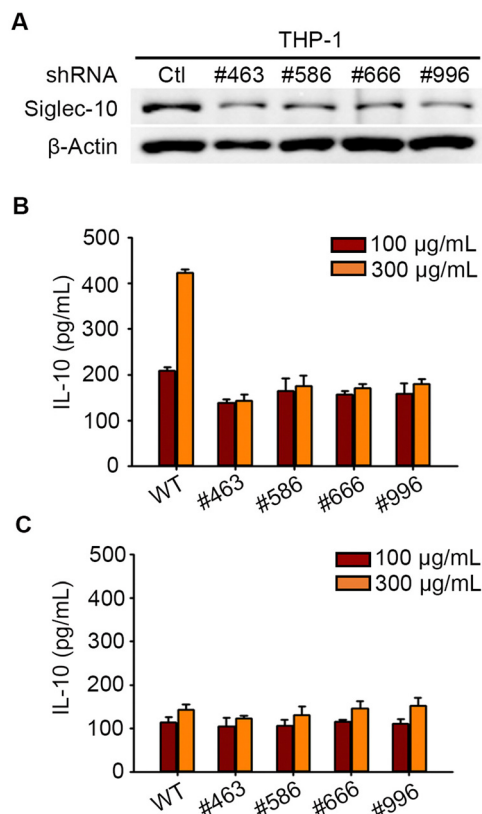 A
THP-1
shRNA Ctl #463 #586 #666 #996
Siglec-10
β-Actin
B
500
400
300
200
100
0
IL-10 (pg/mL)
100 µg/mL
300 µg/mL
WT #463 #586 #666 #996
C
500
400
300
200
100
0
IL-10 (pg/mL)
100 µg/mL
300 µg/mL
WT #463 #586 #666 #996